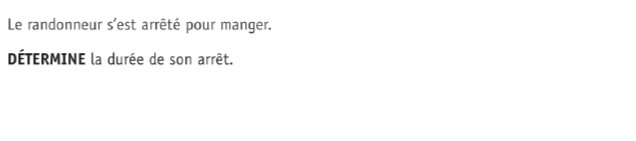 Le randonneur s’est arrêté pour manger.
DÉTERMINE la durée de son arrêt.